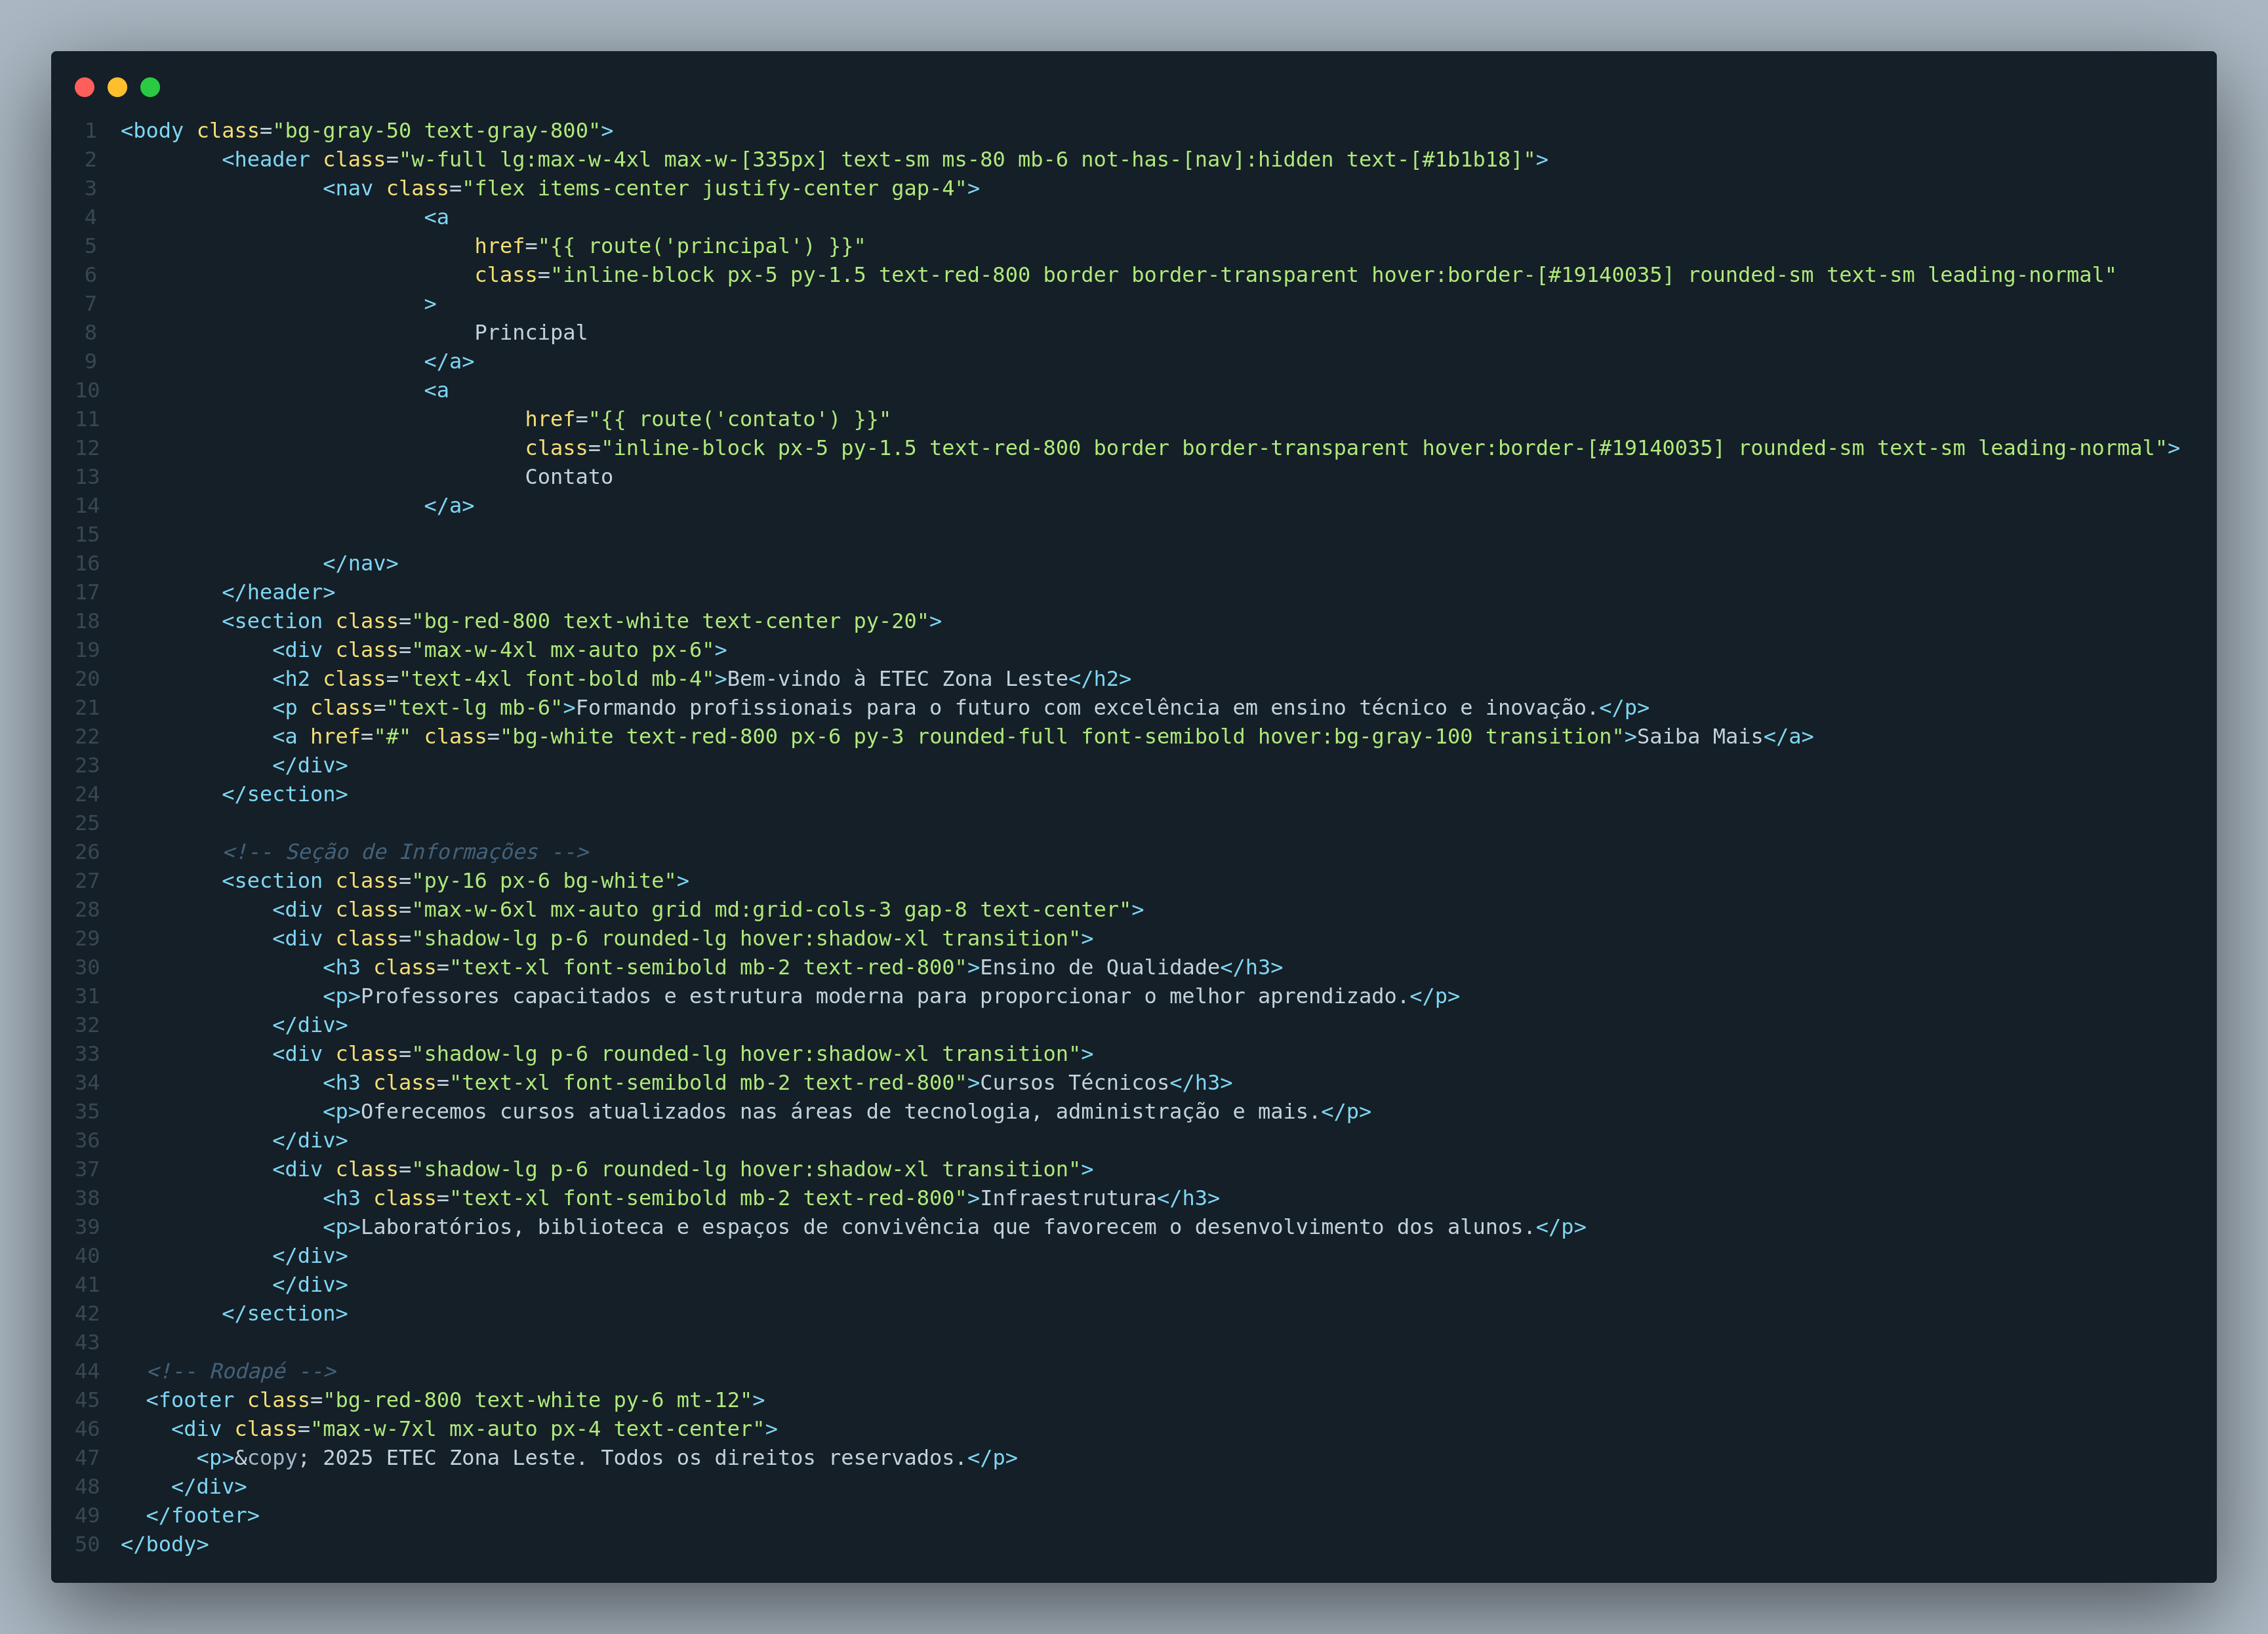 1 <body class="bg-gray-50 text-gray-800">
2         <header class="w-full lg:max-w-4xl max-w-[335px] text-sm ms-80 mb-6 not-has-[nav]:hidden text-[#1b1b18]">
3                 <nav class="flex items-center justify-center gap-4">
4                         <a
5                             href="{{ route('principal') }}"
6                             class="inline-block px-5 py-1.5 text-red-800 border border-transparent hover:border-[#19140035] rounded-sm text-sm leading-normal"
7                         >
8                             Principal
9                         </a>
10                         <a
11                                 href="{{ route('contato') }}"
12                                 class="inline-block px-5 py-1.5 text-red-800 border border-transparent hover:border-[#19140035] rounded-sm text-sm leading-normal">
13                                 Contato
14                         </a>
15
16                 </nav>
17         </header>
18         <section class="bg-red-800 text-white text-center py-20">
19             <div class="max-w-4xl mx-auto px-6">
20             <h2 class="text-4xl font-bold mb-4">Bem-vindo à ETEC Zona Leste</h2>
21             <p class="text-lg mb-6">Formando profissionais para o futuro com excelência em ensino técnico e inovação.</p>
22             <a href="#" class="bg-white text-red-800 px-6 py-3 rounded-full font-semibold hover:bg-gray-100 transition">Saiba Mais</a>
23             </div>
24         </section>
25
26         <!-- Seção de Informações -->
27         <section class="py-16 px-6 bg-white">
28             <div class="max-w-6xl mx-auto grid md:grid-cols-3 gap-8 text-center">
29             <div class="shadow-lg p-6 rounded-lg hover:shadow-xl transition">
30                 <h3 class="text-xl font-semibold mb-2 text-red-800">Ensino de Qualidade</h3>
31                 <p>Professores capacitados e estrutura moderna para proporcionar o melhor aprendizado.</p>
32             </div>
33             <div class="shadow-lg p-6 rounded-lg hover:shadow-xl transition">
34                 <h3 class="text-xl font-semibold mb-2 text-red-800">Cursos Técnicos</h3>
35                 <p>Oferecemos cursos atualizados nas áreas de tecnologia, administração e mais.</p>
36             </div>
37             <div class="shadow-lg p-6 rounded-lg hover:shadow-xl transition">
38                 <h3 class="text-xl font-semibold mb-2 text-red-800">Infraestrutura</h3>
39                 <p>Laboratórios, biblioteca e espaços de convivência que favorecem o desenvolvimento dos alunos.</p>
40             </div>
41             </div>
42         </section>
43
44   <!-- Rodapé -->
45   <footer class="bg-red-800 text-white py-6 mt-12">
46     <div class="max-w-7xl mx-auto px-4 text-center">
47       <p>&copy; 2025 ETEC Zona Leste. Todos os direitos reservados.</p>
48     </div>
49   </footer>
50 </body>